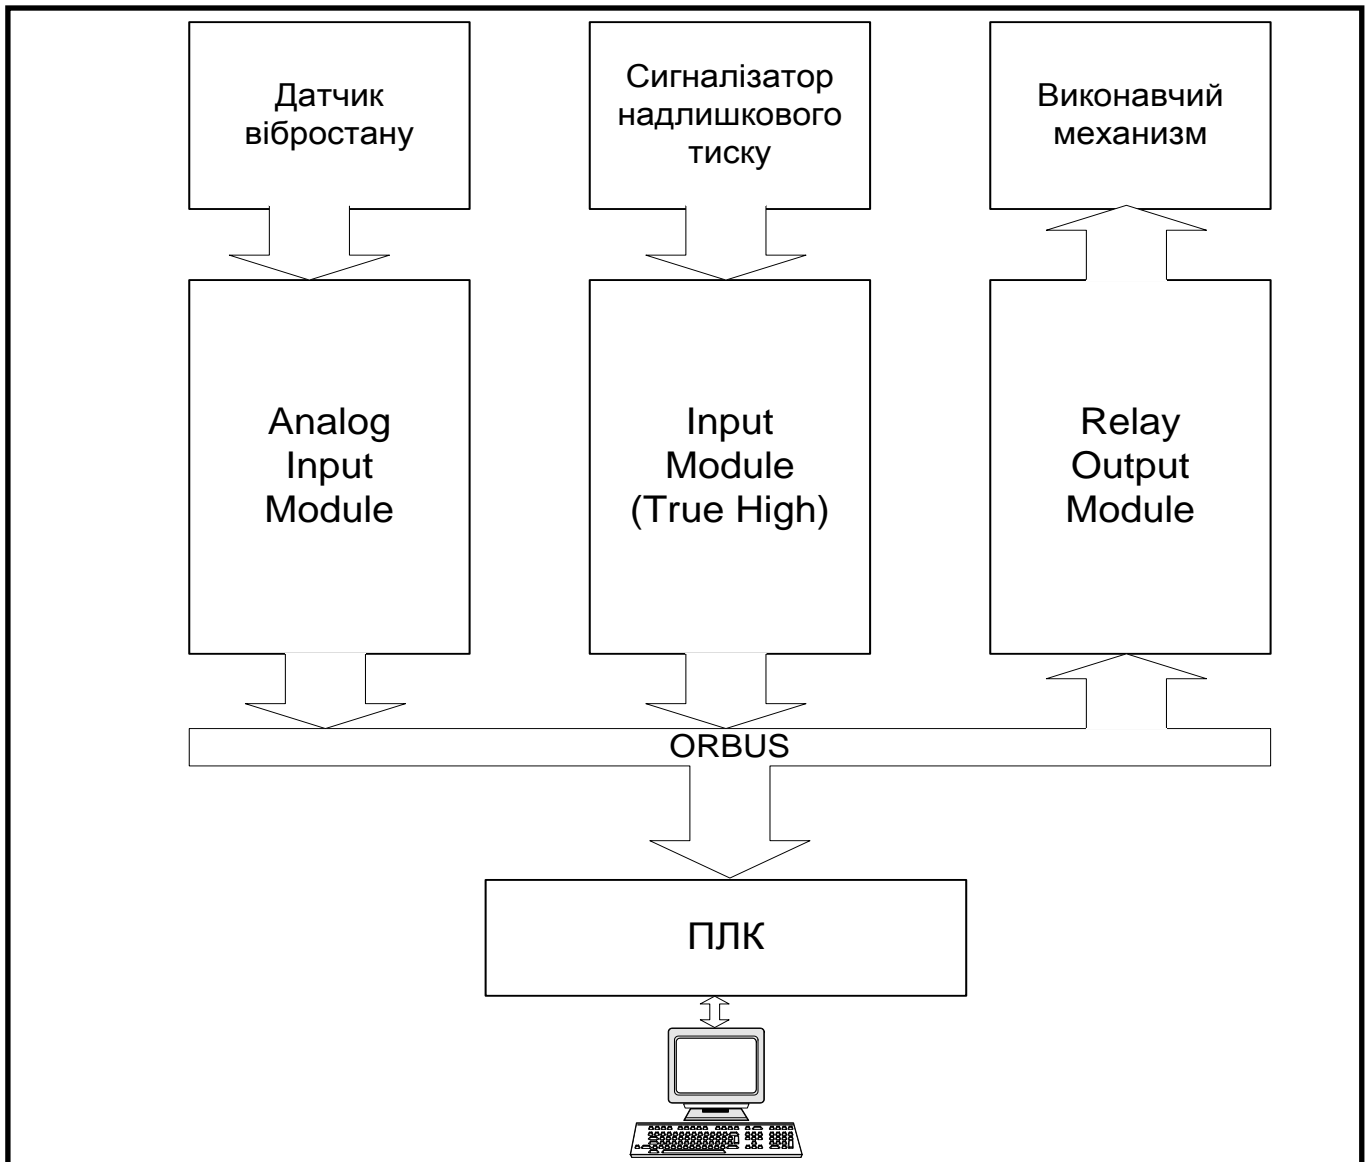 Датчик
вібростану
Сигналізатор
надлишкового
тиску
Виконавчий
механизм
Analog
Input
Module
Input
Module
(True High)
Relay
Output
Module
ORBUS
ПЛК